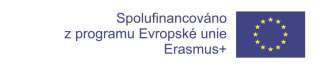 Spolufinancováno
z programu Evropské unie
Erasmus+